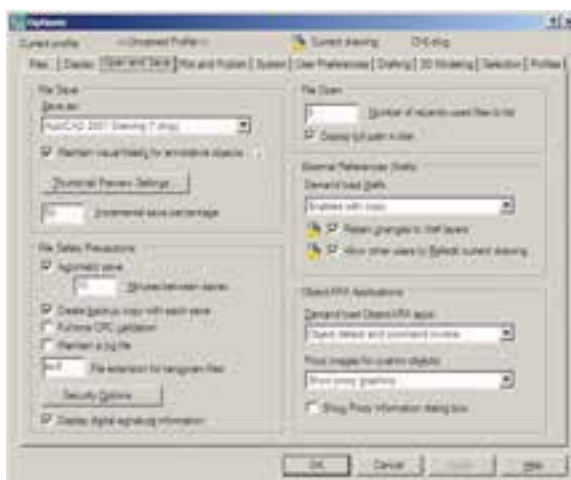 Options
Current profile: <<Unnamed Profile>> Current drawing:
Files Display Open and Save Plot and Publish System User Preferences Drafting 3D Modeling Selection Profiles
File Save
Save as:
AutoCAD 2007 Drawing (*.dwg)
Maintain visual fidelity for annotative objects
Thumbnail Preview Settings
Incremental save percentage
File Safety Precautions
Automatic save
Minutes between saves
Create backup copy with each save
Full-time CRC validation
Maintain a log file
File extension for temporary files
Security Options
Display digital signature information
File Open
Number of recently-used files to list
Display full path in title
External References (Xrefs)
Demand load Xrefs:
Enabled with copy
Retain changes to Xref layers
Allow other users to Refedit current drawing
ObjectARX Applications
Demand load ObjectARX apps:
Object detect and command invoke
Proxy images for custom objects:
Show proxy graphics
Show Proxy Information dialog box
OK Cancel Apply Help